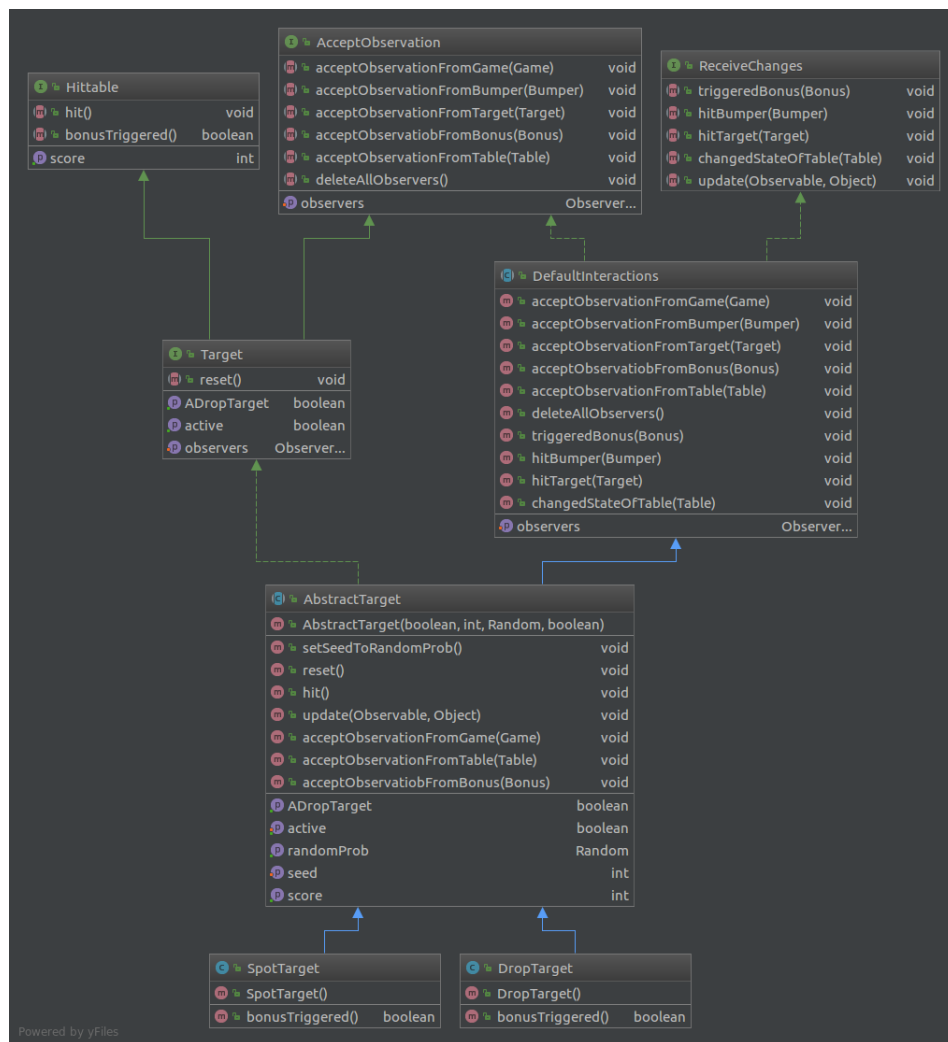 AcceptObservation
acceptObservationFromGame(Game) void
acceptObservationFromBumper(Bumper) void
acceptObservationFromTarget(Target) void
acceptObservatiobFromBonus(Bonus) void
acceptObservationFromTable(Table) void
deleteAllObservers() void
observers Observer...
Hittable
hit() void
bonusTriggered() boolean
score int
ReceiveChanges
triggeredBonus(Bonus) void
hitBumper(Bumper) void
hitTarget(Target) void
changedStateOfTable(Table) void
update(Observable, Object) void
DefaultInteractions
acceptObservationFromGame(Game) void
acceptObservationFromBumper(Bumper) void
acceptObservationFromTarget(Target) void
acceptObservatiobFromBonus(Bonus) void
acceptObservationFromTable(Table) void
deleteAllObservers() void
triggeredBonus(Bonus) void
hitBumper(Bumper) void
hitTarget(Target) void
changedStateOfTable(Table) void
observers Observer...
Target
reset() void
ADropTarget boolean
active boolean
observers Observer...
AbstractTarget
AbstractTarget(boolean, int, Random, boolean)
setSeedToRandomProb() void
reset() void
hit() void
update(Observable, Object) void
acceptObservationFromGame(Game) void
acceptObservationFromTable(Table) void
acceptObservatiobFromBonus(Bonus) void
ADropTarget boolean
active boolean
randomProb Random
seed int
score int
SpotTarget
SpotTarget()
bonusTriggered() boolean
DropTarget
DropTarget()
bonusTriggered() boolean
Powered by yFiles